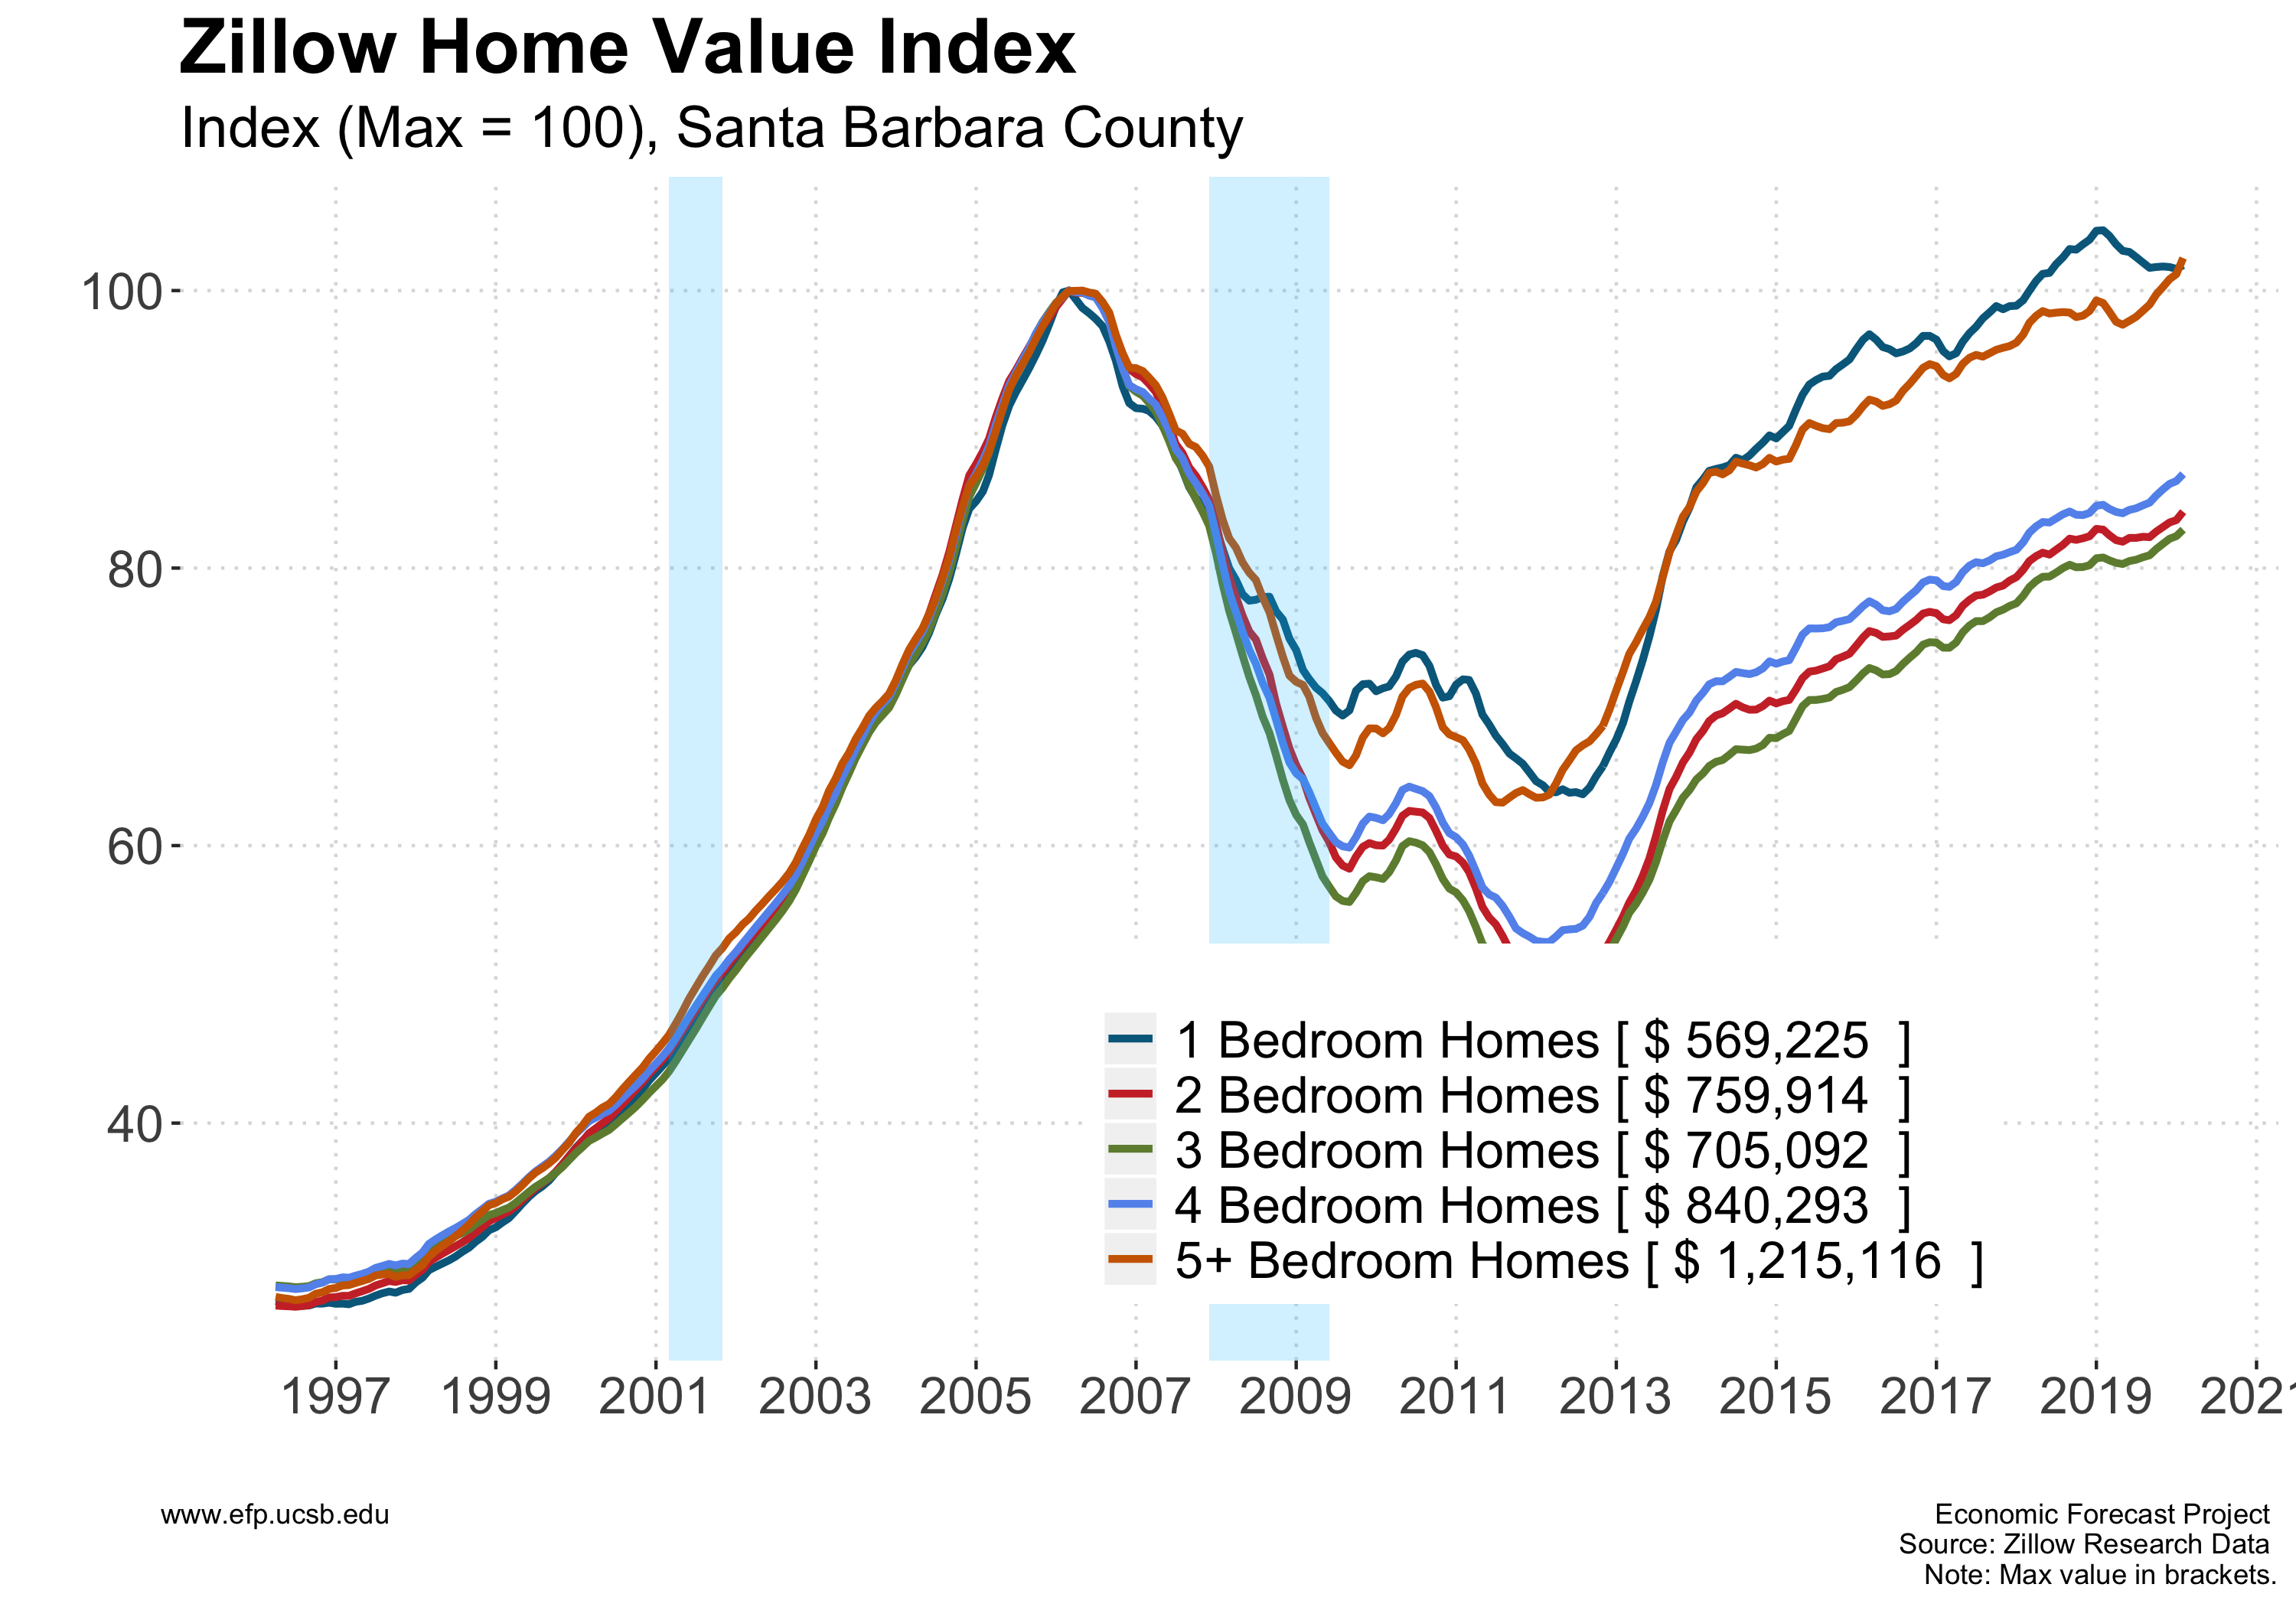 Zillow Home Value Index
Index (Max = 100), Santa Barbara County
100
80
60
40
1 Bedroom Homes [ $ 569,225 ]
2 Bedroom Homes [ $ 759,914 ]
3 Bedroom Homes [ $ 705,092 ]
4 Bedroom Homes [ $ 840,293 ]
5+ Bedroom Homes [ $ 1,215,116 ]
1997 1999 2001 2003 2005 2007 2009 2011 2013 2015 2017 2019 2021
www.efp.ucsb.edu
Economic Forecast Project
Source: Zillow Research Data
Note: Max value in brackets.